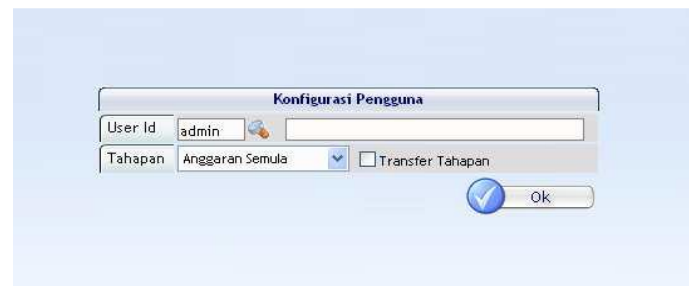 Konfigurasi Pengguna
User Id admin
Tahapan Anggaran Semula Transfer Tahapan
Ok